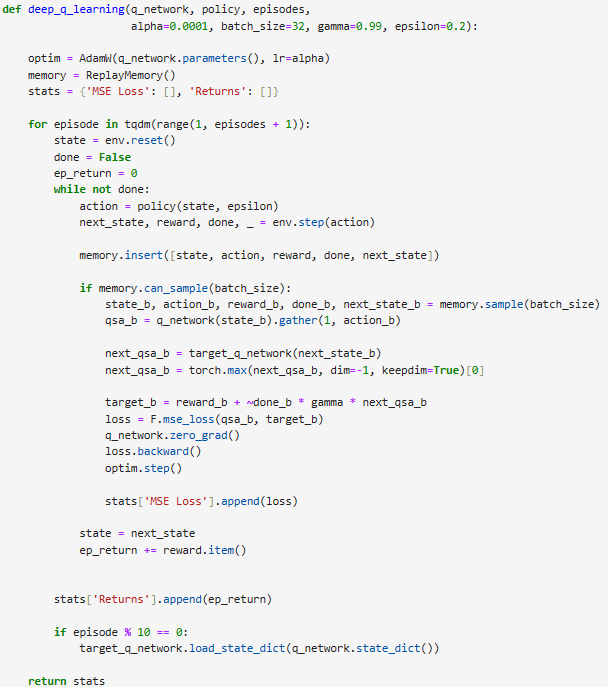 def deep_q_learning(q_network, policy, episodes,
                    alpha=0.0001, batch_size=32, gamma=0.99, epsilon=0.2):

    optim = AdamW(q_network.parameters(), lr=alpha)
    memory = ReplayMemory()
    stats = {'MSE Loss': [], 'Returns': []}

    for episode in tqdm(range(1, episodes + 1)):
        state = env.reset()
        done = False
        ep_return = 0
        while not done:
            action = policy(state, epsilon)
            next_state, reward, done, _ = env.step(action)

            memory.insert([state, action, reward, done, next_state])

            if memory.can_sample(batch_size):
                state_b, action_b, reward_b, done_b, next_state_b = memory.sample(batch_size)
                qsa_b = q_network(state_b).gather(1, action_b)

                next_qsa_b = target_q_network(next_state_b)
                next_qsa_b = torch.max(next_qsa_b, dim=-1, keepdim=True)[0]

                target_b = reward_b + ~done_b * gamma * next_qsa_b
                loss = F.mse_loss(qsa_b, target_b)
                q_network.zero_grad()
                loss.backward()
                optim.step()

                stats['MSE Loss'].append(loss)

            state = next_state
            ep_return += reward.item()


        stats['Returns'].append(ep_return)

        if episode % 10 == 0:
            target_q_network.load_state_dict(q_network.state_dict())

    return stats